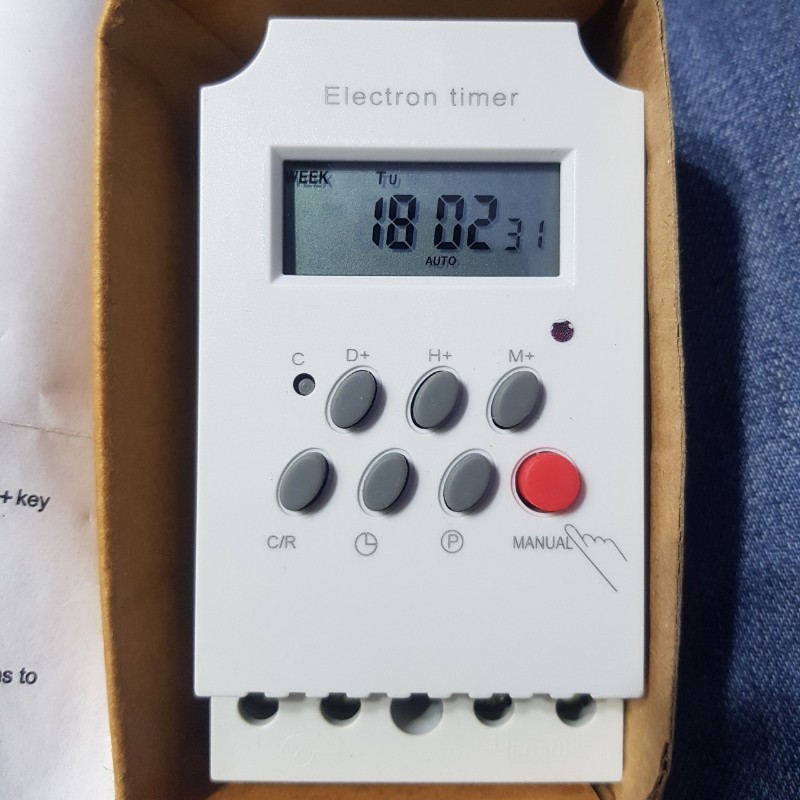 Electron timer
WEEK Tu
18 02 31
AUTO
C D+ H+ M+
C/R P MANUAL
+ key
s to